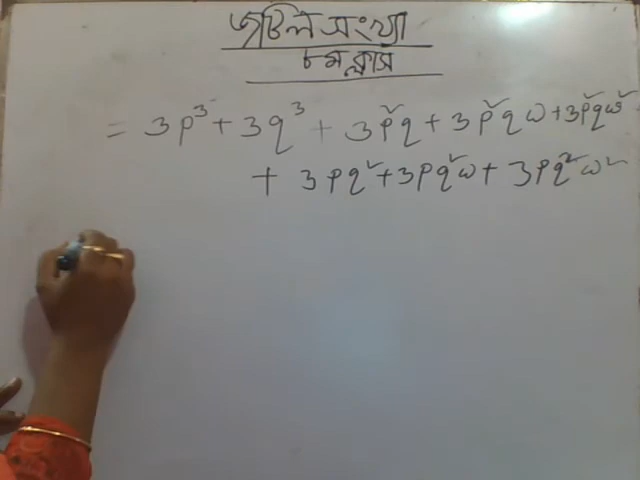 জটিল সংখ্যা
৮ম ক্লাস
= 3p³ + 3q³ + 3p²q + 3p²qω + 3p²qω²
+ 3pq² + 3pq²ω + 3pq²ω²